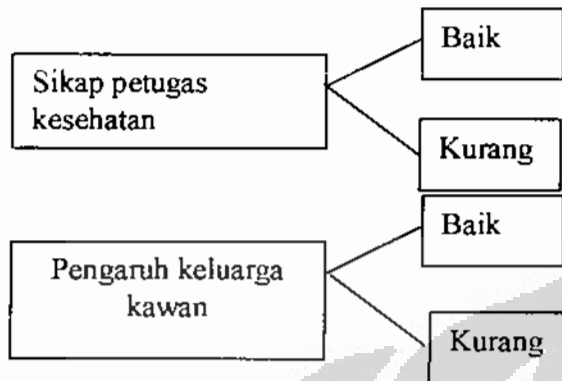 Baik
Sikap petugas
kesehatan
Kurang
Baik
Pengaruh keluarga
kawan
Kurang